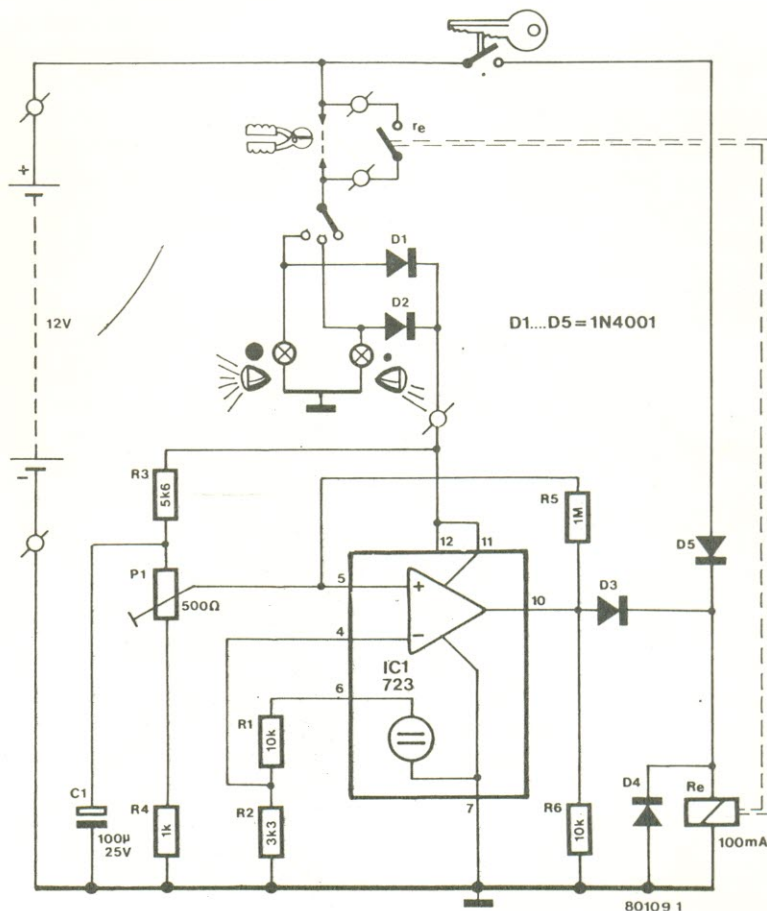 re
+
12V
-
D1
D2
D1....D5 = 1N4001
R3
5k6
P1
500Ω
R5
1M
D5
12
11
5
+
4
-
10
D3
6
IC1
723
R1
10k
R2
3k3
7
C1
100µ
25V
R4
1k
R6
10k
D4
Re
100mA
80109 1